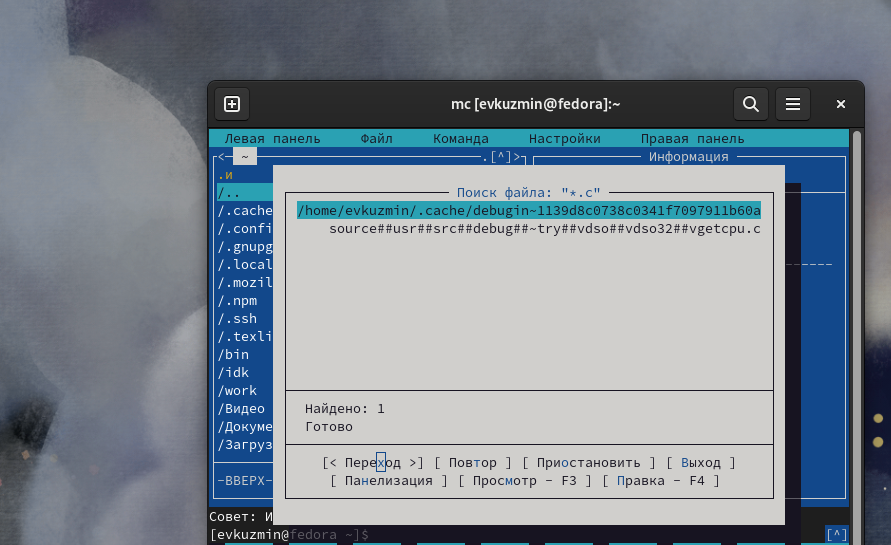 mc [evkuzmin@fedora]:~
Левая панель Файл Команда Настройки Правая панель
<- ~ .[^]> Информация
.и
/..
/.cache
/.confi
/.gnupg
/.local
/.mozil
/.npm
/.ssh
/.texli
/bin
/idk
/work
/Видео
/Докуме
/Загруз
-ВВЕРХ-
Поиск файла: "*.c"
/home/evkuzmin/.cache/debugin~1139d8c0738c0341f7097911b60a
source##usr##src##debug##~try##vdso##vdso32##vgetcpu.c
Найдено: 1
Готово
[< Переход >] [ Повтор ] [ Приостановить ] [ Выход ]
[ Панелизация ] [ Просмотр - F3 ] [ Правка - F4 ]
Совет: И
[evkuzmin@fedora ~]$ [^]